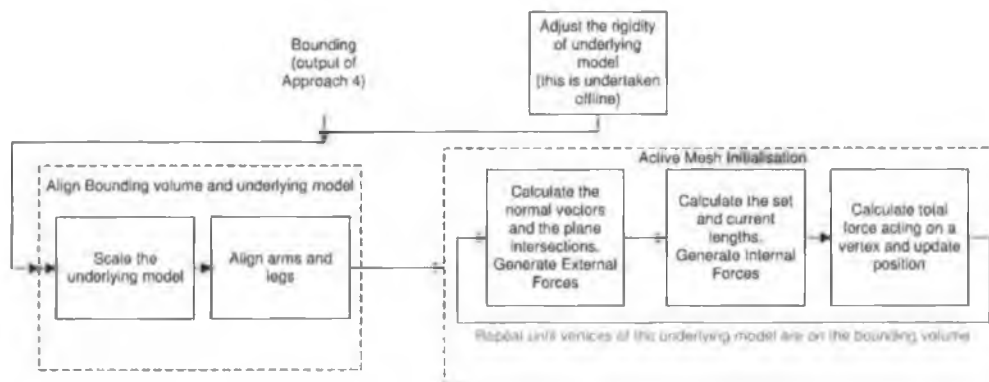 Bounding
(output of
Approach 4)
Adjust the rigidity
of underlying
model
(this is undertaken
offline)
Align Bounding volume and underlying model
Scale the
underlying model
Align arms and
legs
Active Mesh Initialisation
Calculate the
normal vectors
and the plane
intersections.
Generate External
Forces
Calculate the set
and current
lengths.
Generate Internal
Forces
Calculate total
force acting on a
vertex and update
position
Repeat until vertices of the underlying model are on the bounding volume